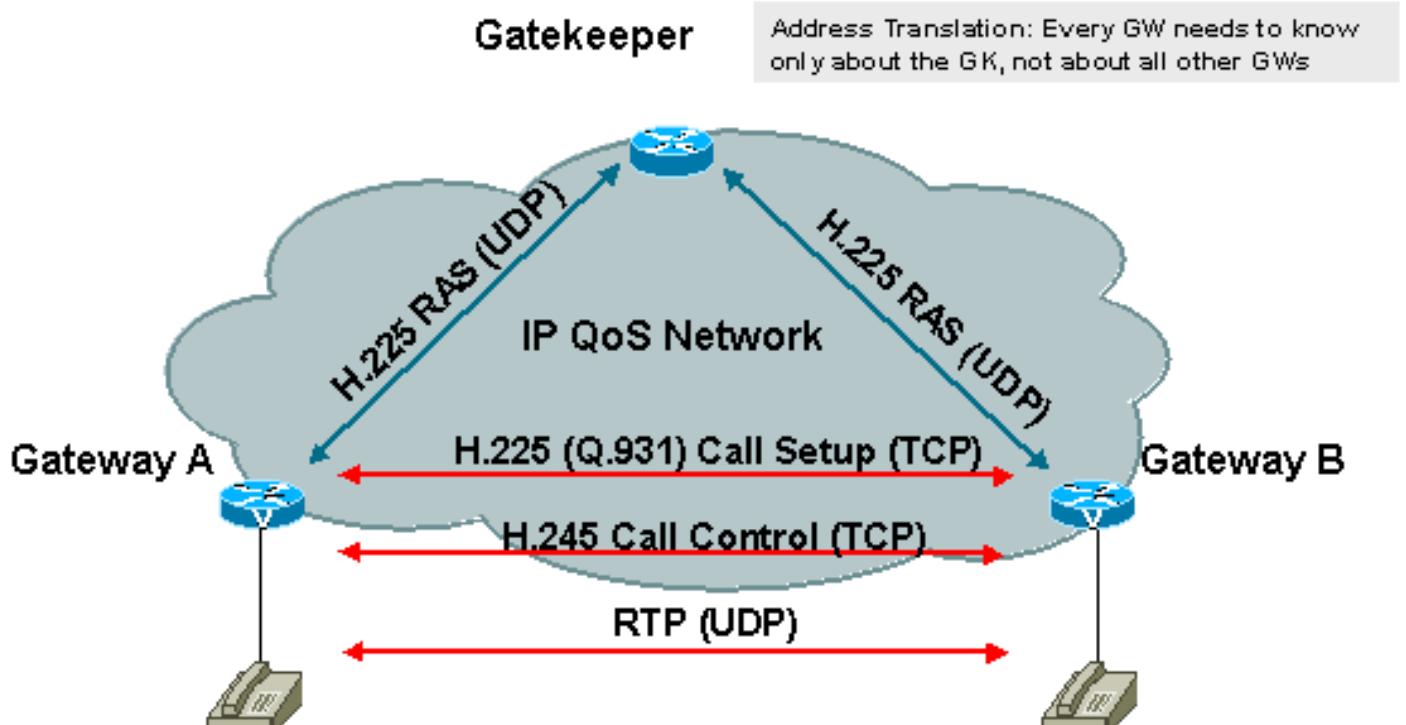 Gatekeeper
Address Translation: Every GW needs to know
only about the GK, not about all other GWs
H.225 RAS (UDP)
H.225 RAS (UDP)
IP QoS Network
Gateway A
H.225 (Q.931) Call Setup (TCP)
Gateway B
H.245 Call Control (TCP)
RTP (UDP)